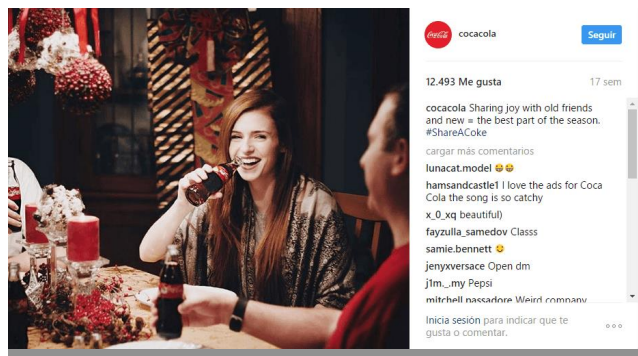 Coca-Cola
cocacola
Seguir
12.493 Me gusta
17 sem
cocacola Sharing joy with old friends
and new = the best part of the season.
#ShareACoke
cargar más comentarios
lunacat.model 😂😂
hamsandcastle1 I love the ads for Coca
Cola the song is so catchy
x_0_xq beautiful)
fayzulla_samedov Classs
samie.bennett 😊
jenyxversace Open dm
j1m._.my Pepsi
mitchell.passadore Weird company
Inicia sesión para indicar que te
gusta o comentar.